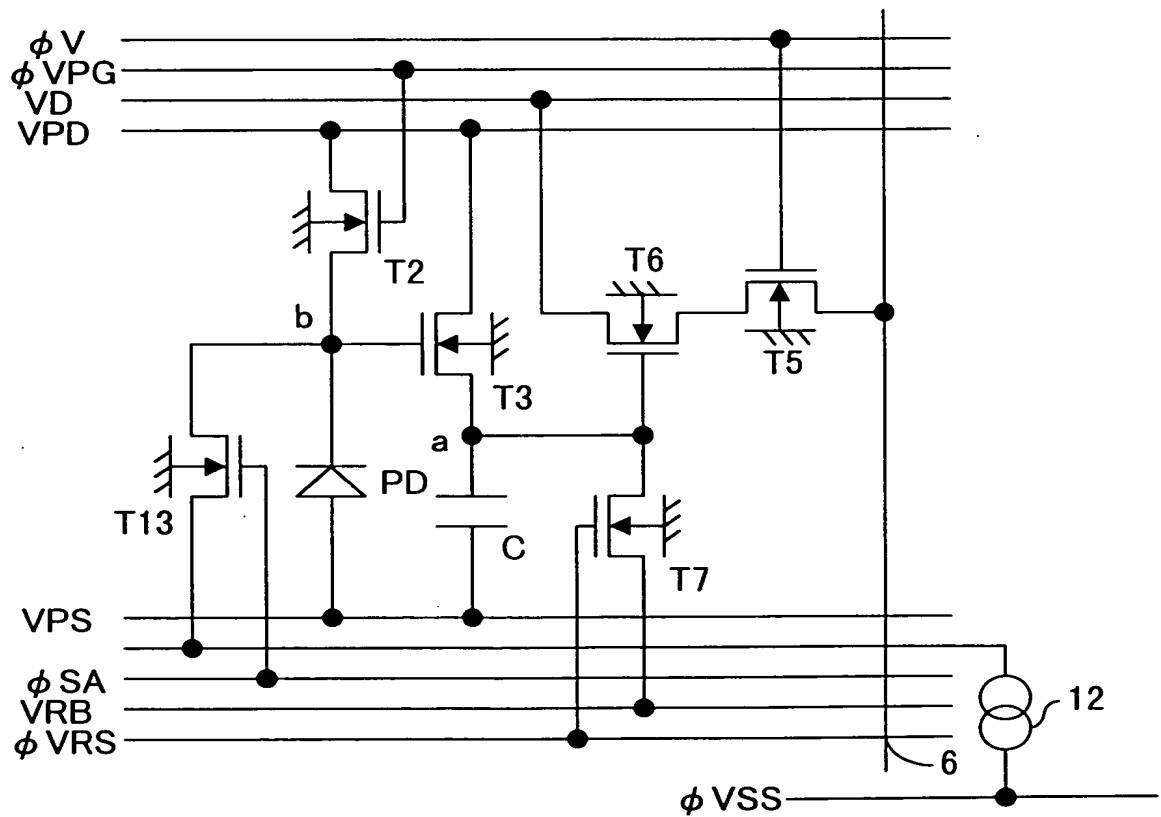 φV
φVPG
VD
VPD
T2
T6
b
T5
T3
a
PD
T13
C
T7
VPS
φSA
12
VRB
φVRS
6
φVSS